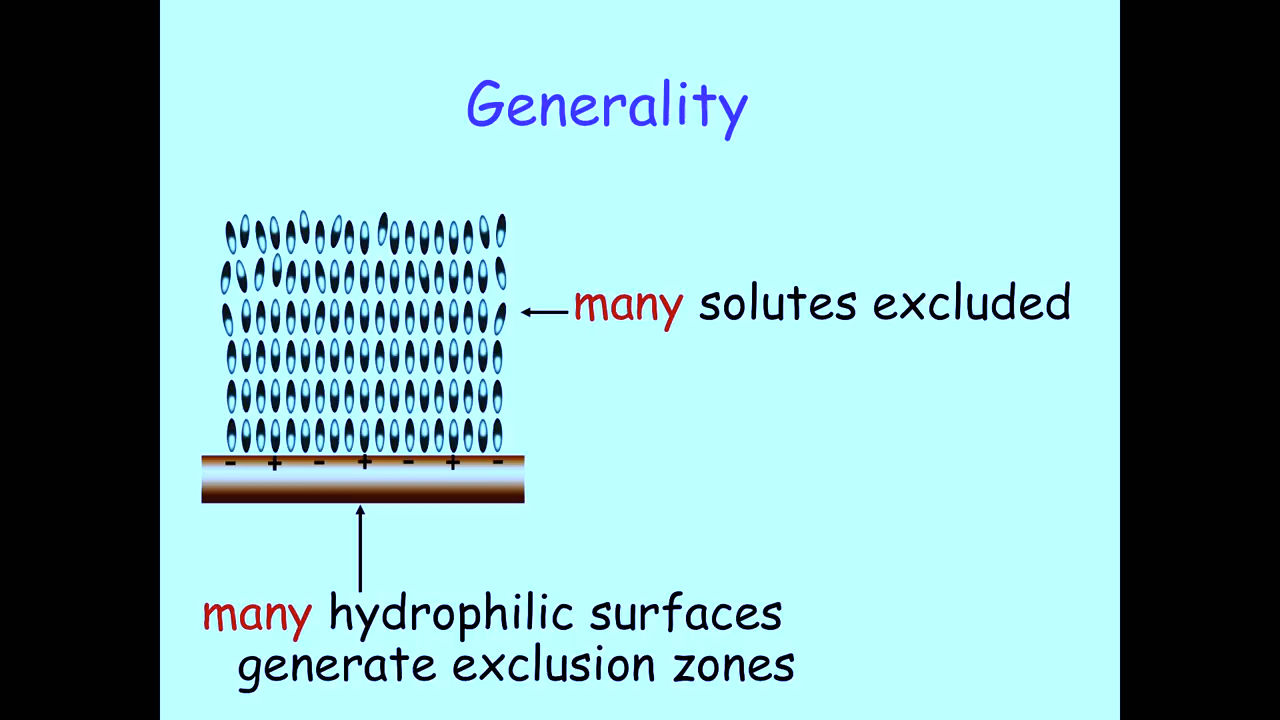 Generality
many solutes excluded
- + - + - + -
many hydrophilic surfaces
generate exclusion zones